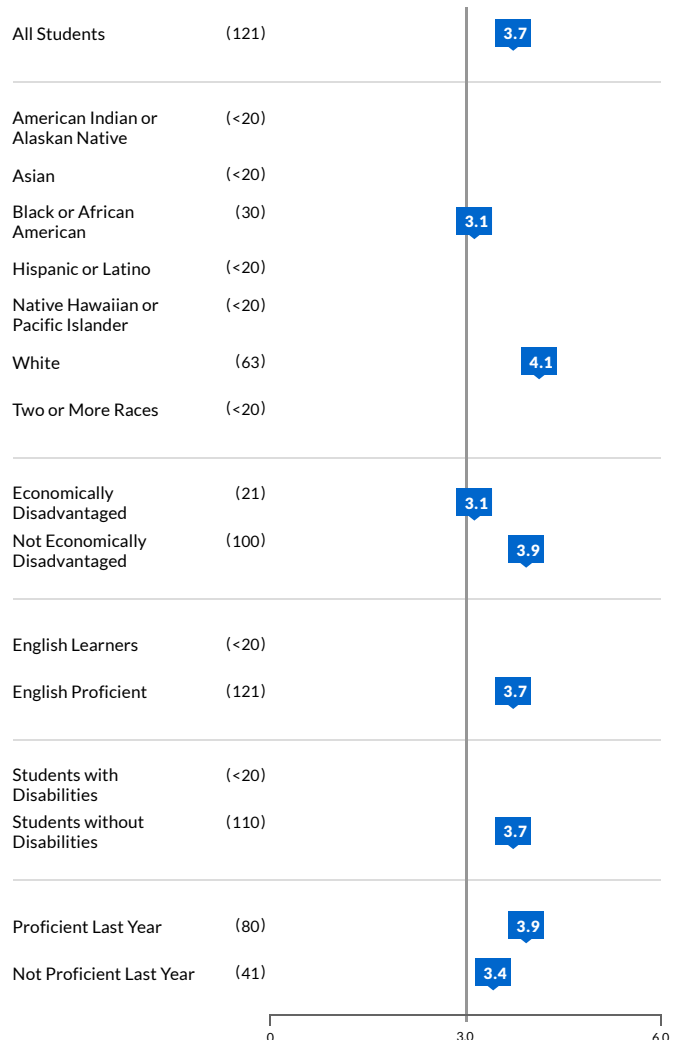 All Students (121) 3.7
American Indian or (<20)
Alaskan Native
Asian (<20)
Black or African (30) 3.1
American
Hispanic or Latino (<20)
Native Hawaiian or (<20)
Pacific Islander
White (63) 4.1
Two or More Races (<20)
Economically (21) 3.1
Disadvantaged
Not Economically (100) 3.9
Disadvantaged
English Learners (<20)
English Proficient (121) 3.7
Students with (<20)
Disabilities
Students without (110) 3.7
Disabilities
Proficient Last Year (80) 3.9
Not Proficient Last Year (41) 3.4
0 3.0 6.0